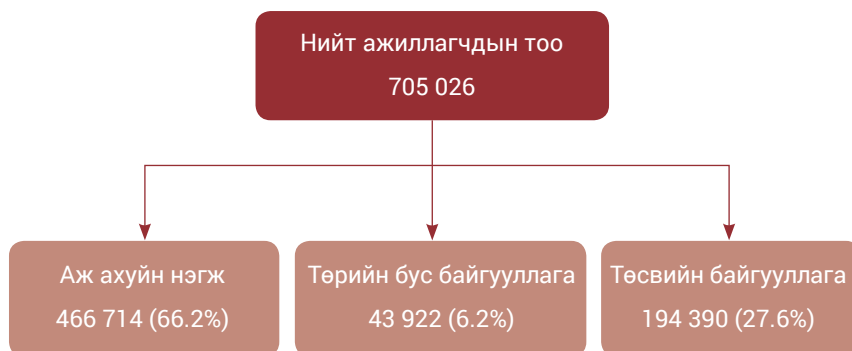 Нийт ажиллагчдын тоо
705 026
Аж ахуйн нэгж
466 714 (66.2%)
Төрийн бус байгууллага
43 922 (6.2%)
Төсвийн байгууллага
194 390 (27.6%)